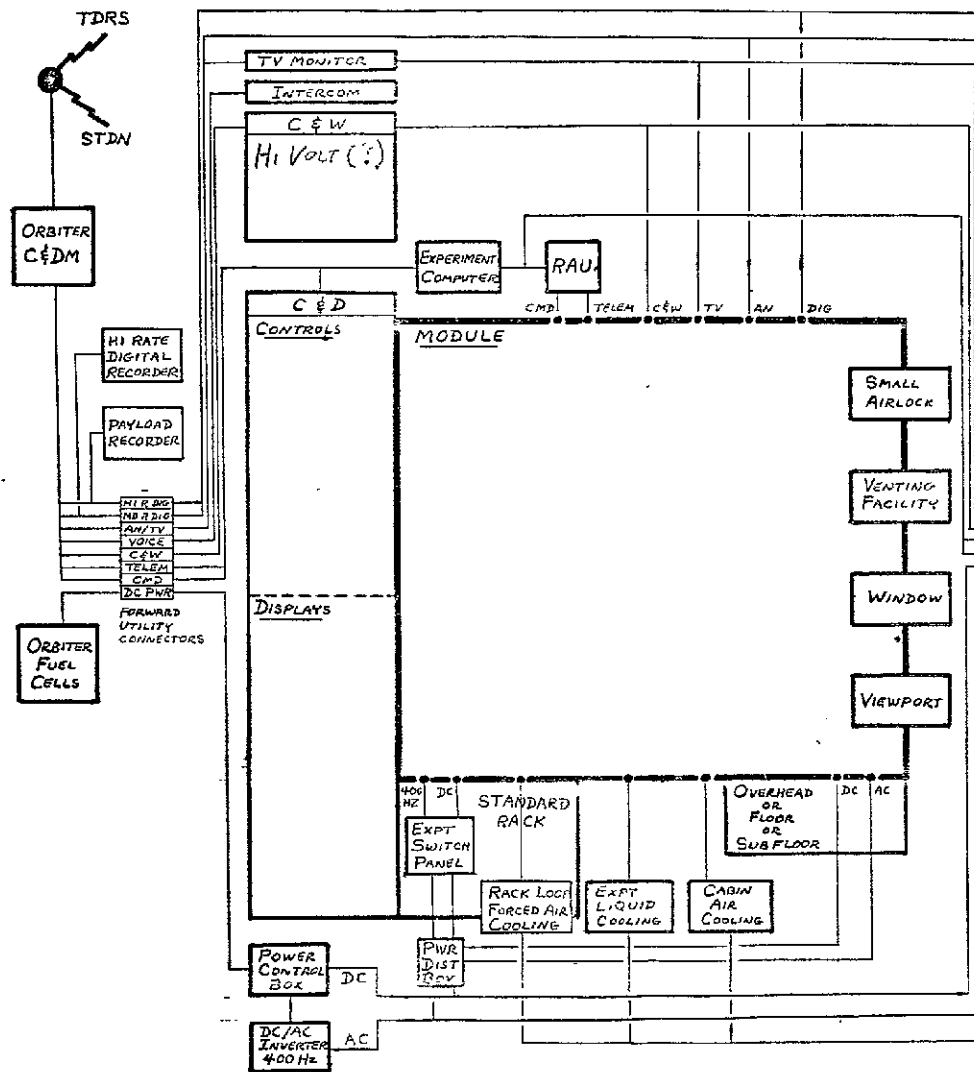 TDRS
STDN
TV MONITOR
INTERCOM
C & W
HI VOLT (?)
ORBITER
C&DM
EXPERIMENT
COMPUTER
RAU
C & D
CONTROLS
CMD
TELEM
C&W
TV
AN
DIG
MODULE
HI RATE
DIGITAL
RECORDER
PAYLOAD
RECORDER
SMALL
AIRLOCK
VENTING
FACILITY
WINDOW
VIEWPORT
HI R DIG
MD R DIG
AN/TV
VOICE
C&W
TELEM
CMD
DC PWR
FORWARD
UTILITY
CONNECTORS
ORBITER
FUEL
CELLS
DISPLAYS
400
HZ
DC
STANDARD
RACK
EXPT
SWITCH
PANEL
RACK LOOP
FORCED AIR
COOLING
EXPT
LIQUID
COOLING
CABIN
AIR
COOLING
OVERHEAD
OR
FLOOR
OR
SUBFLOOR
DC
AC
POWER
CONTROL
BOX
DC
PWR
DIST
BOX
DC/AC
INVERTER
400 HZ
AC